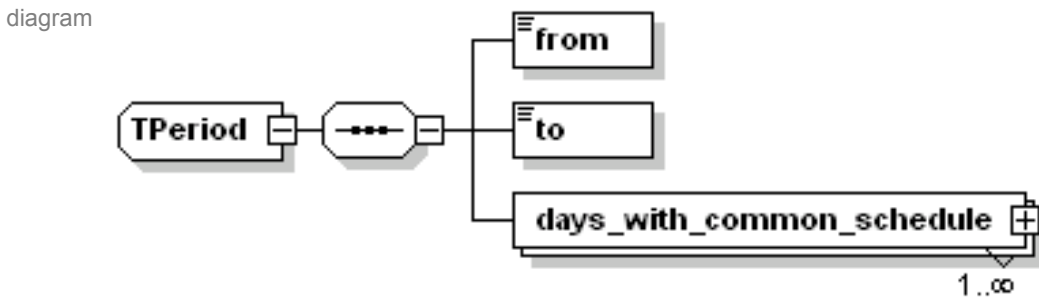 diagram
from
TPeriod
to
days_with_common_schedule
1..∞